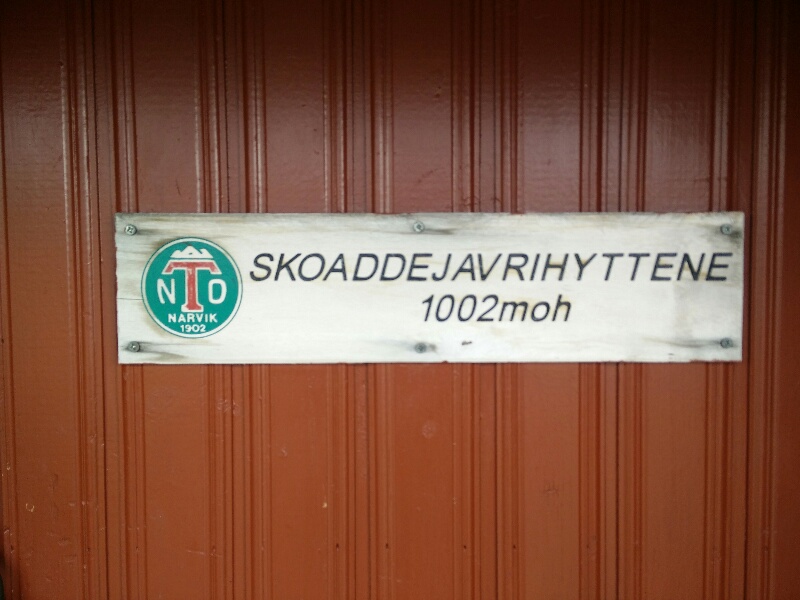 NTO
NARVIK
1902
SKOADDEJAVRIHYTTENE
1002moh